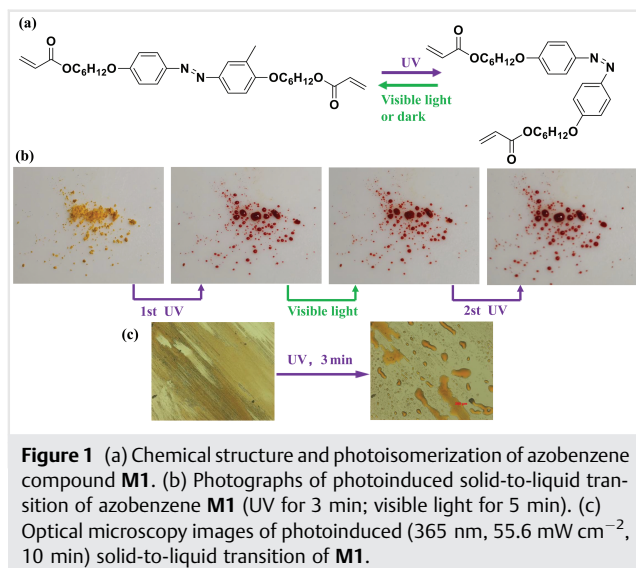 (a)
O
OC6H12O
N
N
OC6H12O
O
UV
Visible light
or dark
O
OC6H12O
N
N
O
OC6H12O
(b)
1st UV
Visible light
2st UV
(c)
UV, 3 min
Figure 1 (a) Chemical structure and photoisomerization of azobenzene
compound M1. (b) Photographs of photoinduced solid-to-liquid tran-
sition of azobenzene M1 (UV for 3 min; visible light for 5 min). (c)
Optical microscopy images of photoinduced (365 nm, 55.6 mW cm−2,
10 min) solid-to-liquid transition of M1.